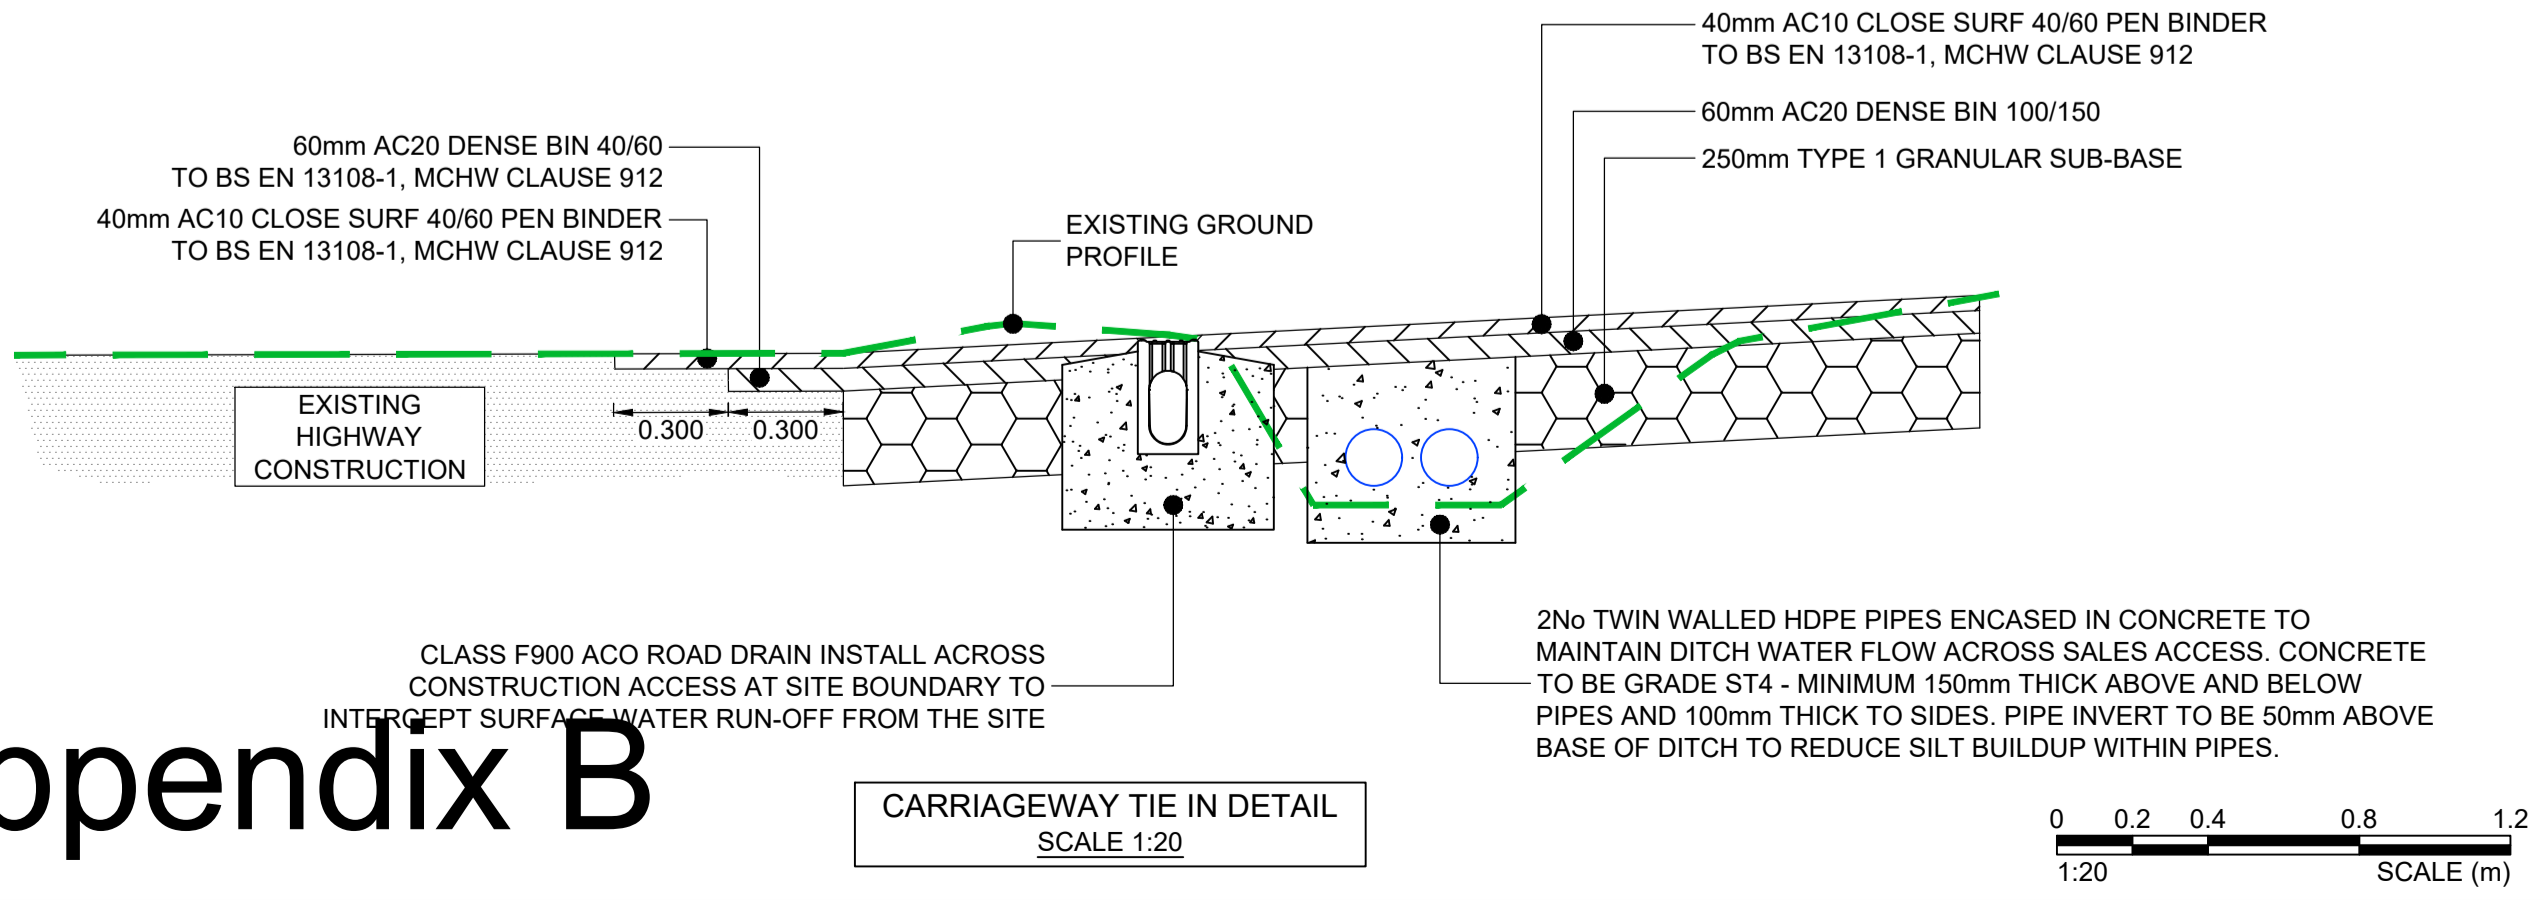 40mm AC10 CLOSE SURF 40/60 PEN BINDER
TO BS EN 13108-1, MCHW CLAUSE 912
60mm AC20 DENSE BIN 100/150
250mm TYPE 1 GRANULAR SUB-BASE
60mm AC20 DENSE BIN 40/60
TO BS EN 13108-1, MCHW CLAUSE 912
40mm AC10 CLOSE SURF 40/60 PEN BINDER
TO BS EN 13108-1, MCHW CLAUSE 912
EXISTING GROUND
PROFILE
EXISTING
HIGHWAY
CONSTRUCTION
0.300
0.300
CLASS F900 ACO ROAD DRAIN INSTALL ACROSS
CONSTRUCTION ACCESS AT SITE BOUNDARY TO
INTERCEPT SURFACE WATER RUN-OFF FROM THE SITE
2No TWIN WALLED HDPE PIPES ENCASED IN CONCRETE TO
MAINTAIN DITCH WATER FLOW ACROSS SALES ACCESS. CONCRETE
TO BE GRADE ST4 - MINIMUM 150mm THICK ABOVE AND BELOW
PIPES AND 100mm THICK TO SIDES. PIPE INVERT TO BE 50mm ABOVE
BASE OF DITCH TO REDUCE SILT BUILDUP WITHIN PIPES.
ppendix B
CARRIAGEWAY TIE IN DETAIL
SCALE 1:20
0 0.2 0.4 0.8 1.2
1:20 SCALE (m)